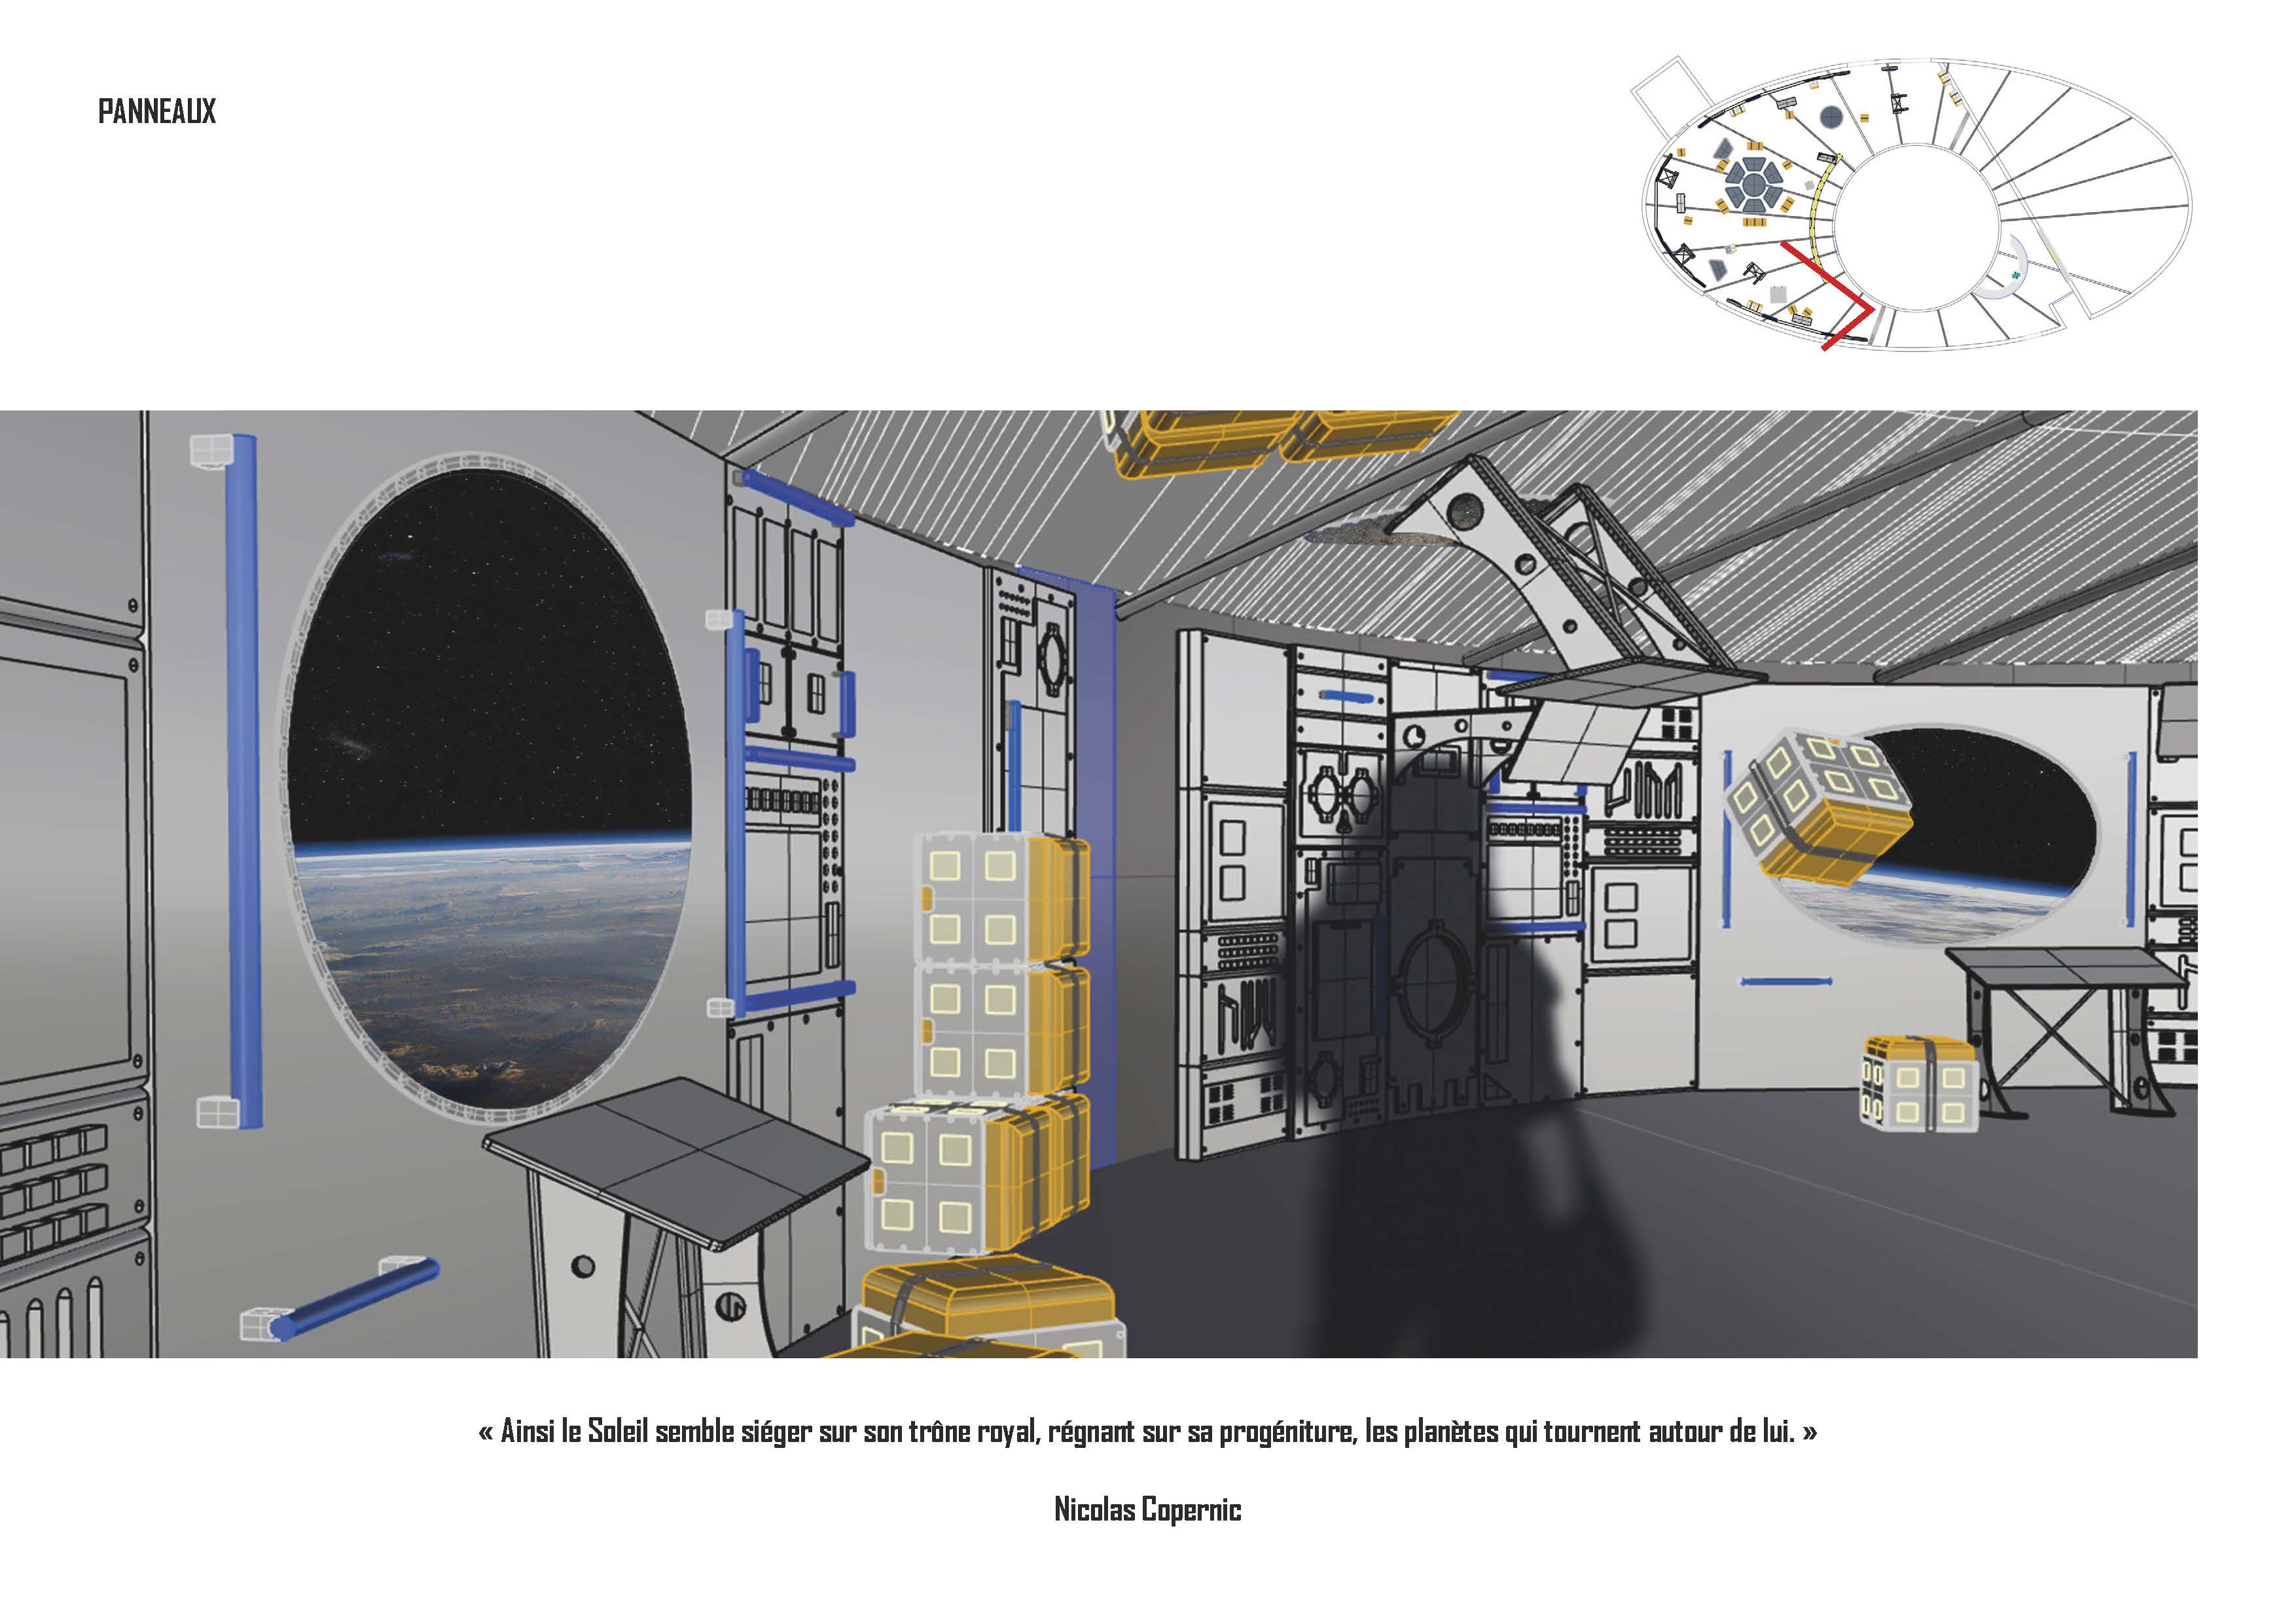 PANNEAUX
« Ainsi le Soleil semble siéger sur son trône royal, régnant sur sa progéniture, les planètes qui tournent autour de lui. »
Nicolas Copernic